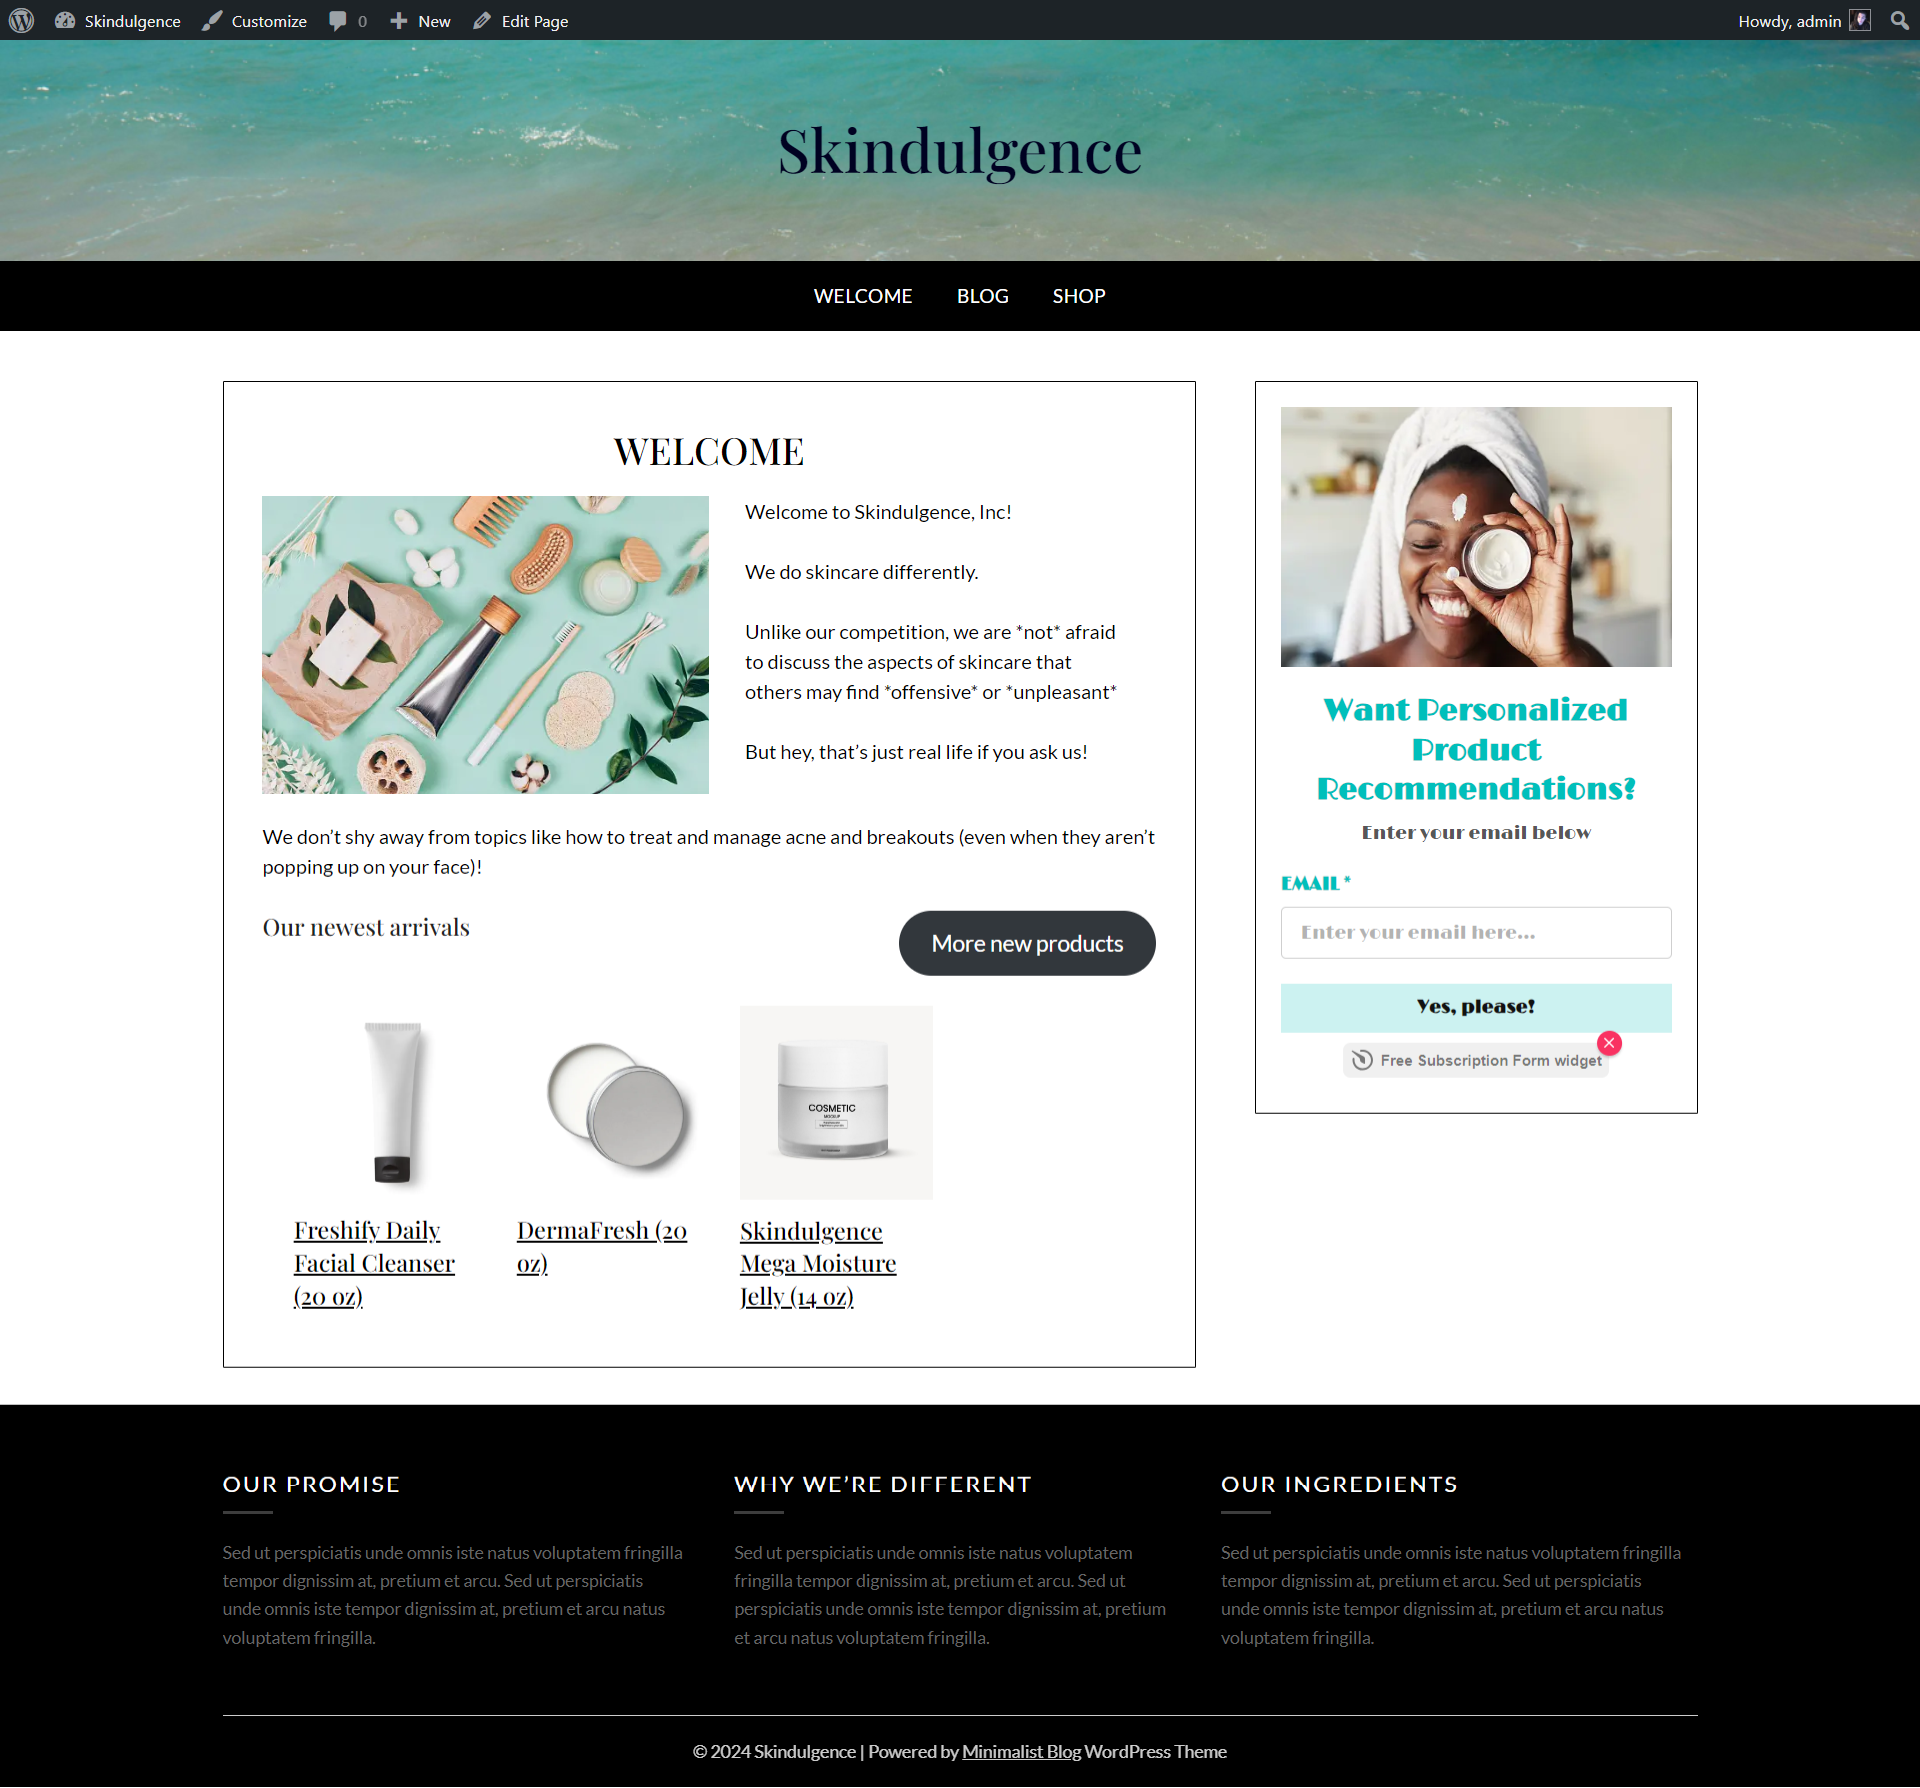 Skindulgence Customize 0 New Edit Page Howdy, admin
Skindulgence
WELCOME BLOG SHOP
WELCOME
Welcome to Skindulgence, Inc!
We do skincare differently.
Unlike our competition, we are *not* afraid
to discuss the aspects of skincare that
others may find *offensive* or *unpleasant*
But hey, that’s just real life if you ask us!
We don’t shy away from topics like how to treat and manage acne and breakouts (even when they aren’t
popping up on your face)!
Our newest arrivals
More new products
COSMETIC
MOCKUP
Freshify Daily
Facial Cleanser
(20 oz)
DermaFresh (20
oz)
Skindulgence
Mega Moisture
Jelly (14 oz)
Want Personalized
Product
Recommendations?
Enter your email below
EMAIL *
Enter your email here...
Yes, please!
Free Subscription Form widget
OUR PROMISE
Sed ut perspiciatis unde omnis iste natus voluptatem fringilla
tempor dignissim at, pretium et arcu. Sed ut perspiciatis
unde omnis iste tempor dignissim at, pretium et arcu natus
voluptatem fringilla.
WHY WE’RE DIFFERENT
Sed ut perspiciatis unde omnis iste natus voluptatem
fringilla tempor dignissim at, pretium et arcu. Sed ut
perspiciatis unde omnis iste tempor dignissim at, pretium
et arcu natus voluptatem fringilla.
OUR INGREDIENTS
Sed ut perspiciatis unde omnis iste natus voluptatem fringilla
tempor dignissim at, pretium et arcu. Sed ut perspiciatis
unde omnis iste tempor dignissim at, pretium et arcu natus
voluptatem fringilla.
© 2024 Skindulgence | Powered by Minimalist Blog WordPress Theme